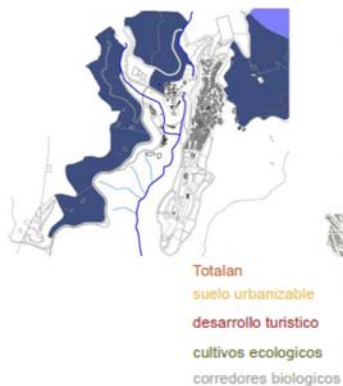 Totalan
suelo urbanizable
desarrollo turistico
cultivos ecologicos
corredores biologicos